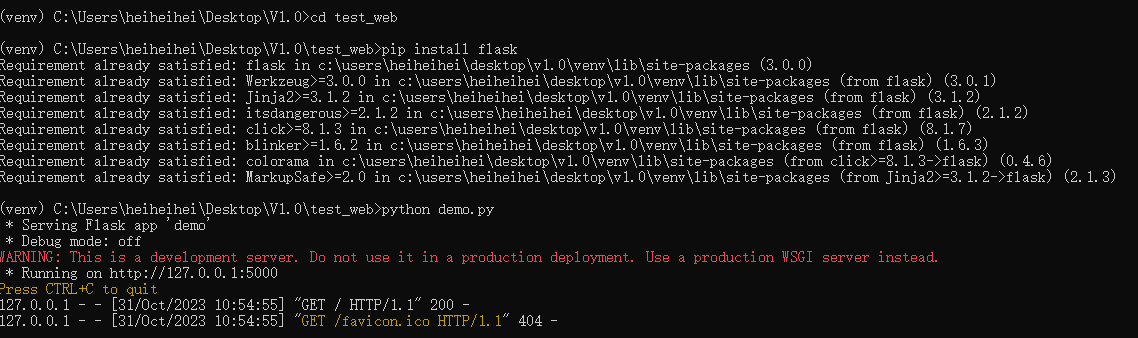 (venv) C:\Users\heiheihei\Desktop\V1.0>cd test_web
(venv) C:\Users\heiheihei\Desktop\V1.0\test_web>pip install flask
Requirement already satisfied: flask in c:\users\heiheihei\desktop\v1.0\venv\lib\site-packages (3.0.0)
Requirement already satisfied: Werkzeug>=3.0.0 in c:\users\heiheihei\desktop\v1.0\venv\lib\site-packages (from flask) (3.0.1)
Requirement already satisfied: Jinja2>=3.1.2 in c:\users\heiheihei\desktop\v1.0\venv\lib\site-packages (from flask) (3.1.2)
Requirement already satisfied: itsdangerous>=2.1.2 in c:\users\heiheihei\desktop\v1.0\venv\lib\site-packages (from flask) (2.1.2)
Requirement already satisfied: click>=8.1.3 in c:\users\heiheihei\desktop\v1.0\venv\lib\site-packages (from flask) (8.1.7)
Requirement already satisfied: blinker>=1.6.2 in c:\users\heiheihei\desktop\v1.0\venv\lib\site-packages (from flask) (1.6.3)
Requirement already satisfied: colorama in c:\users\heiheihei\desktop\v1.0\venv\lib\site-packages (from click>=8.1.3->flask) (0.4.6)
Requirement already satisfied: MarkupSafe>=2.0 in c:\users\heiheihei\desktop\v1.0\venv\lib\site-packages (from Jinja2>=3.1.2->flask) (2.1.3)
(venv) C:\Users\heiheihei\Desktop\V1.0\test_web>python demo.py
 * Serving Flask app 'demo'
 * Debug mode: off
WARNING: This is a development server. Do not use it in a production deployment. Use a production WSGI server instead.
 * Running on http://127.0.0.1:5000
Press CTRL+C to quit
127.0.0.1 - - [31/Oct/2023 10:54:55] "GET / HTTP/1.1" 200 -
127.0.0.1 - - [31/Oct/2023 10:54:55] "GET /favicon.ico HTTP/1.1" 404 -